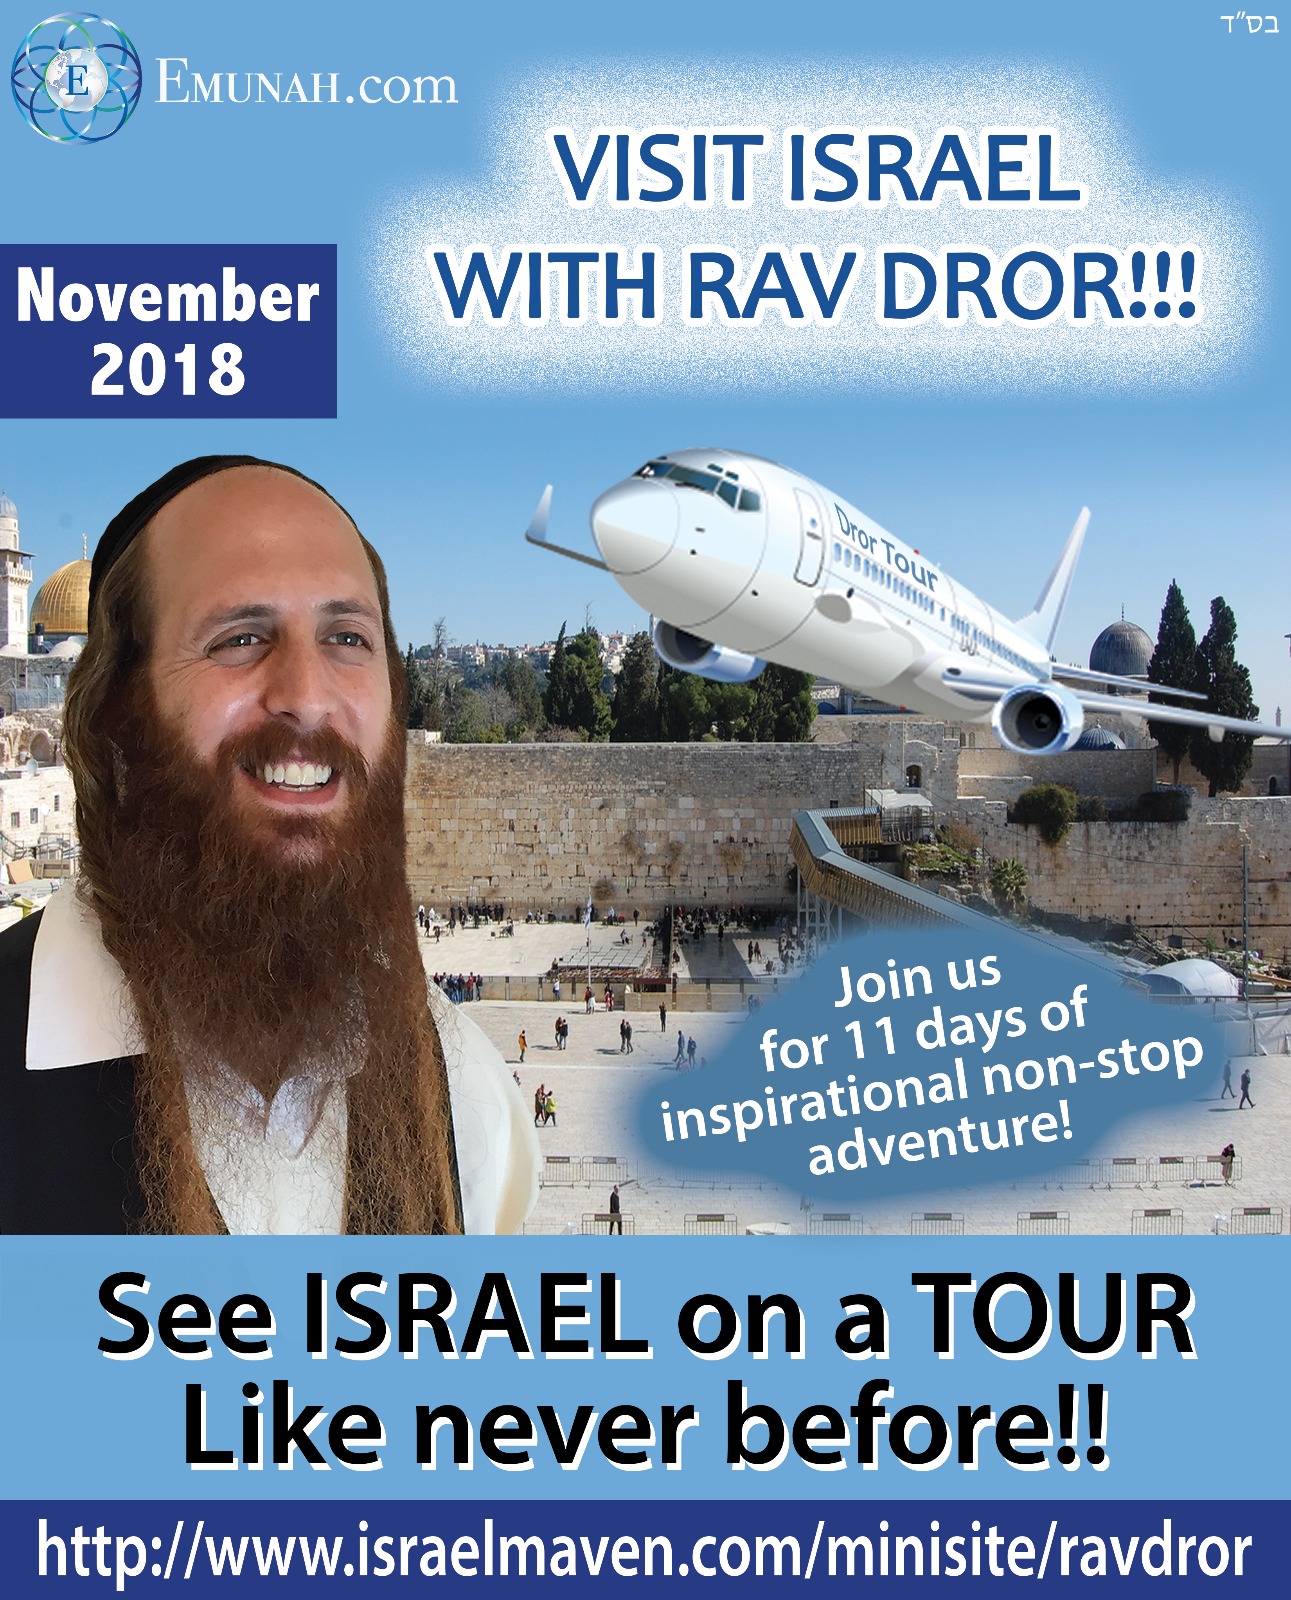 בס"ד
E
EMUNAH.com
VISIT ISRAEL
WITH RAV DROR!!!
November
2018
Dror Tour
Join us
for 11 days of
inspirational non-stop
adventure!
See ISRAEL on a TOUR
Like never before!!
http://www.israelmaven.com/minisite/ravdror